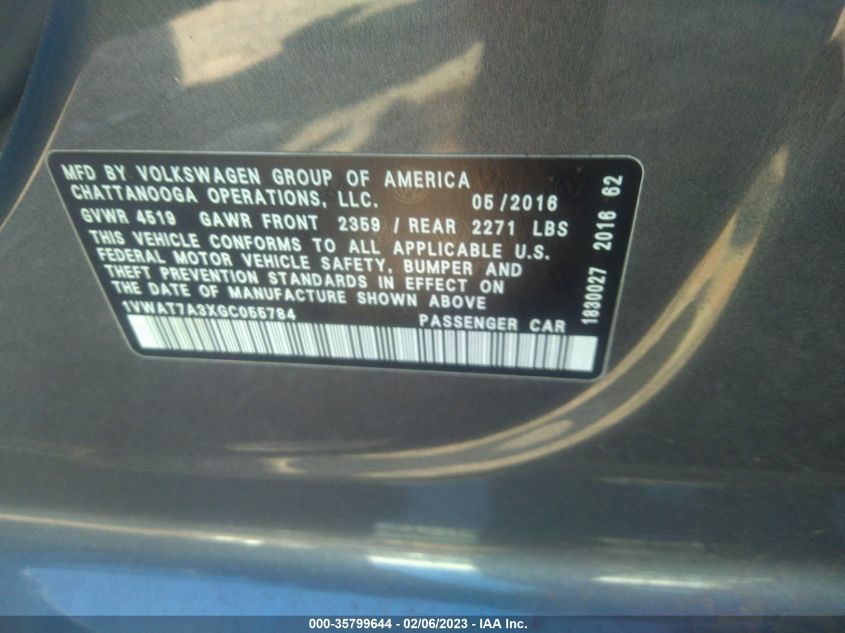 MFD BY VOLKSWAGEN GROUP OF AMERICA
CHATTANOOGA OPERATIONS, LLC. 05/2016
GVWR 4519 GAWR FRONT 2359 / REAR 2271 LBS
THIS VEHICLE CONFORMS TO ALL APPLICABLE U.S.
FEDERAL MOTOR VEHICLE SAFETY, BUMPER AND
THEFT PREVENTION STANDARDS IN EFFECT ON
THE DATE OF MANUFACTURE SHOWN ABOVE
1VWAT7A3XGC055784 PASSENGER CAR
1830027 2016 62
000-35799644 - 02/06/2023 - IAA Inc.